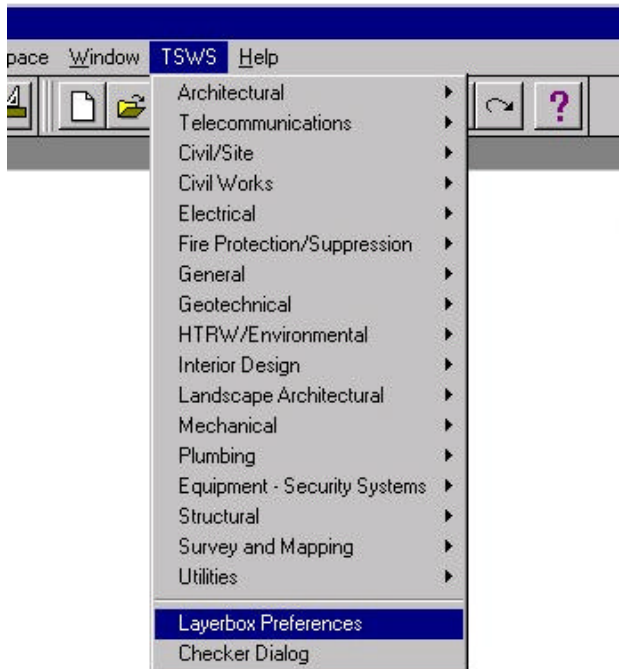 pace Window TSWS Help
?
Architectural
Telecommunications
Civil/Site
Civil Works
Electrical
Fire Protection/Suppression
General
Geotechnical
HTRW/Environmental
Interior Design
Landscape Architectural
Mechanical
Plumbing
Equipment - Security Systems
Structural
Survey and Mapping
Utilities
Layerbox Preferences
Checker Dialog